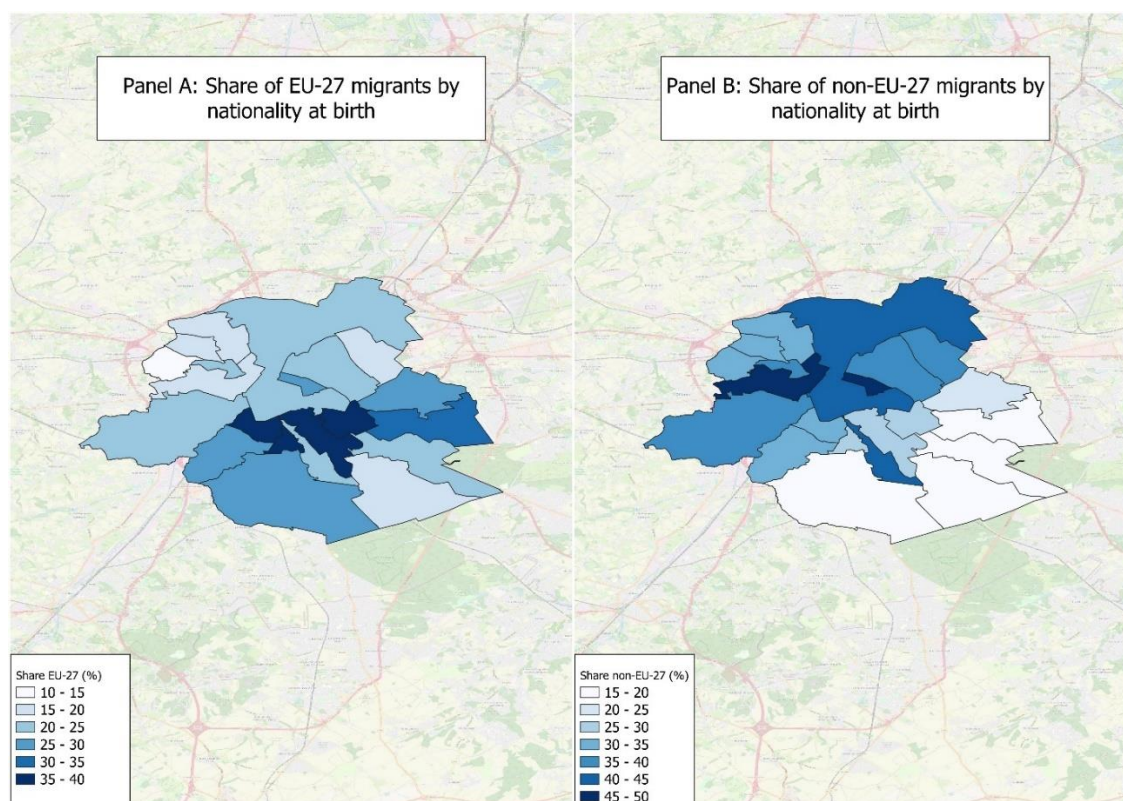 Panel A: Share of EU-27 migrants by
nationality at birth
Panel B: Share of non-EU-27 migrants by
nationality at birth
Share EU-27 (%)
10 - 15
15 - 20
20 - 25
25 - 30
30 - 35
35 - 40
Share non-EU-27 (%)
15 - 20
20 - 25
25 - 30
30 - 35
35 - 40
40 - 45
45 - 50